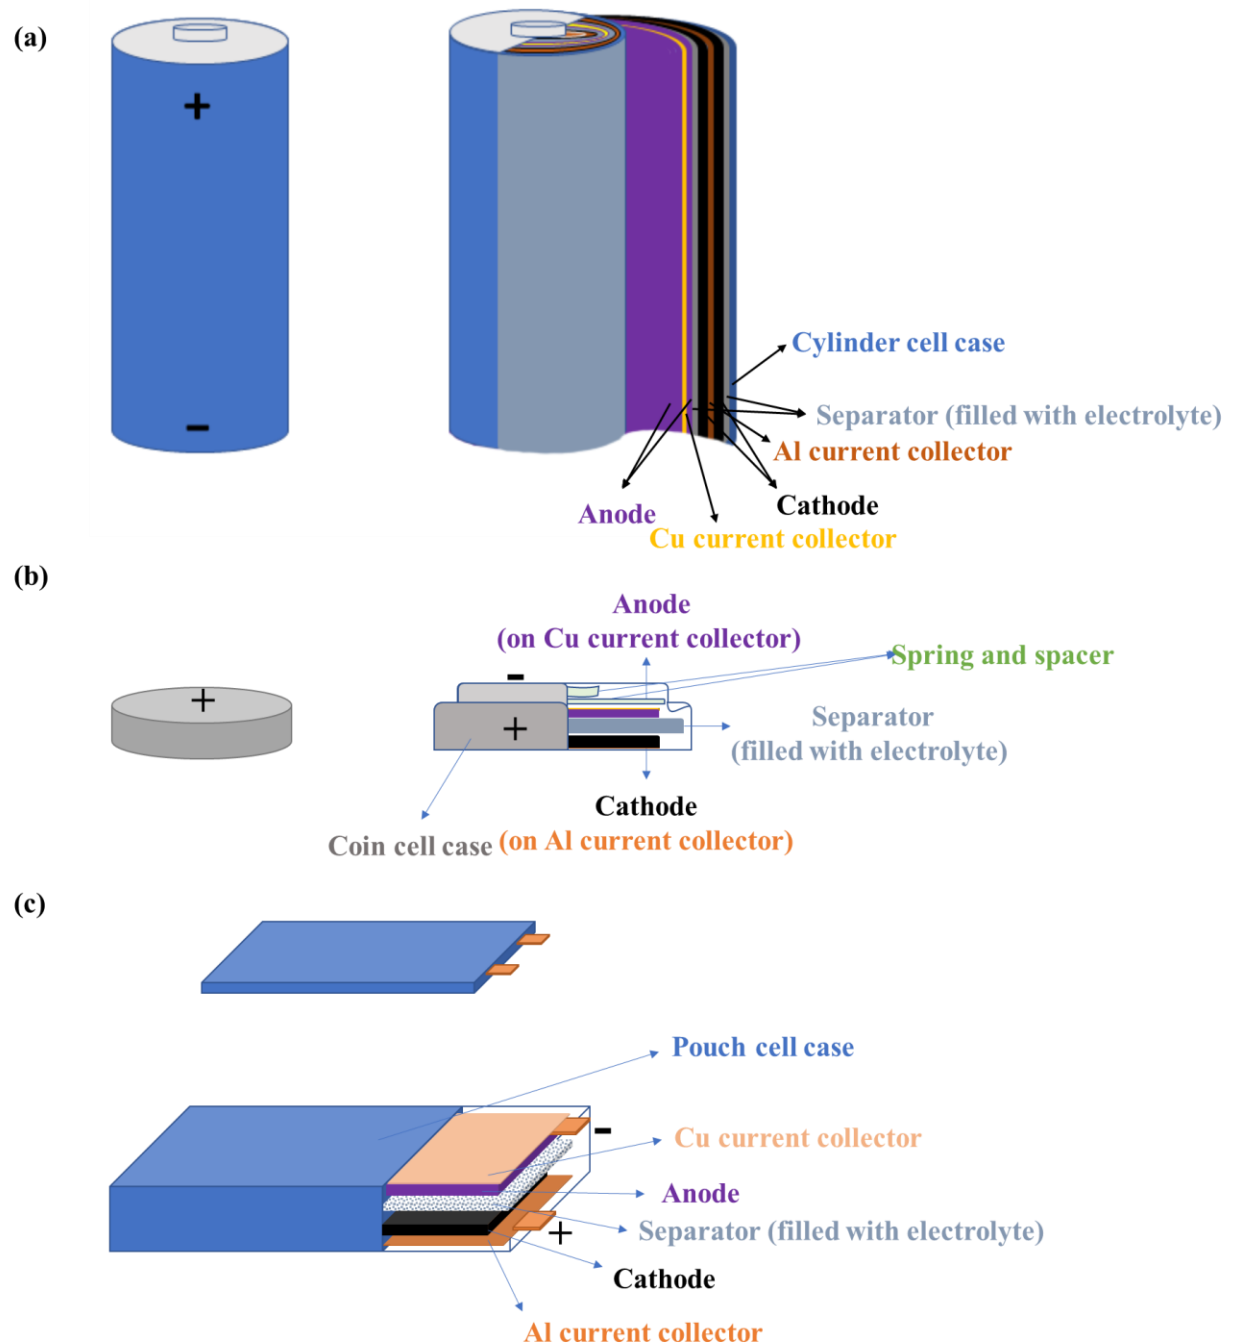 (a)
+
-
Cylinder cell case
Separator (filled with electrolyte)
Al current collector
Cathode
Anode
Cu current collector
(b)
Anode
(on Cu current collector)
Spring and spacer
-
+
+
Separator
(filled with electrolyte)
Cathode
Coin cell case (on Al current collector)
(c)
Pouch cell case
-
Cu current collector
Anode
Separator (filled with electrolyte)
+
Cathode
Al current collector